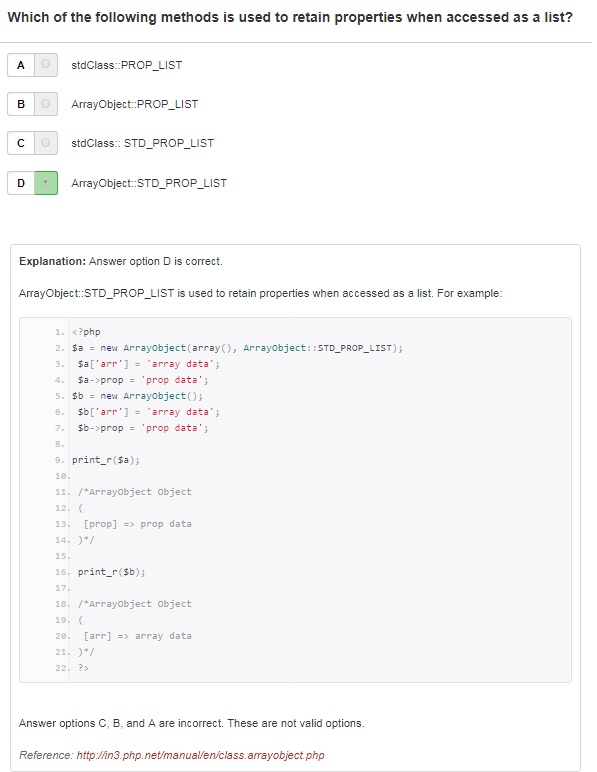 Which of the following methods is used to retain properties when accessed as a list?
A stdClass::PROP_LIST
B ArrayObject::PROP_LIST
C stdClass:: STD_PROP_LIST
D ArrayObject::STD_PROP_LIST
Explanation: Answer option D is correct.
ArrayObject::STD_PROP_LIST is used to retain properties when accessed as a list. For example:
1. <?php
2. $a = new ArrayObject(array(), ArrayObject::STD_PROP_LIST);
3. $a['arr'] = 'array data';
4. $a->prop = 'prop data';
5. $b = new ArrayObject();
6. $b['arr'] = 'array data';
7. $b->prop = 'prop data';
8.
9. print_r($a);
10.
11. /*ArrayObject Object
12. (
13. [prop] => prop data
14. )*/
15.
16. print_r($b);
17.
18. /*ArrayObject Object
19. (
20. [arr] => array data
21. )*/
22. ?>
Answer options C, B, and A are incorrect. These are not valid options.
Reference: http://in3.php.net/manual/en/class.arrayobject.php